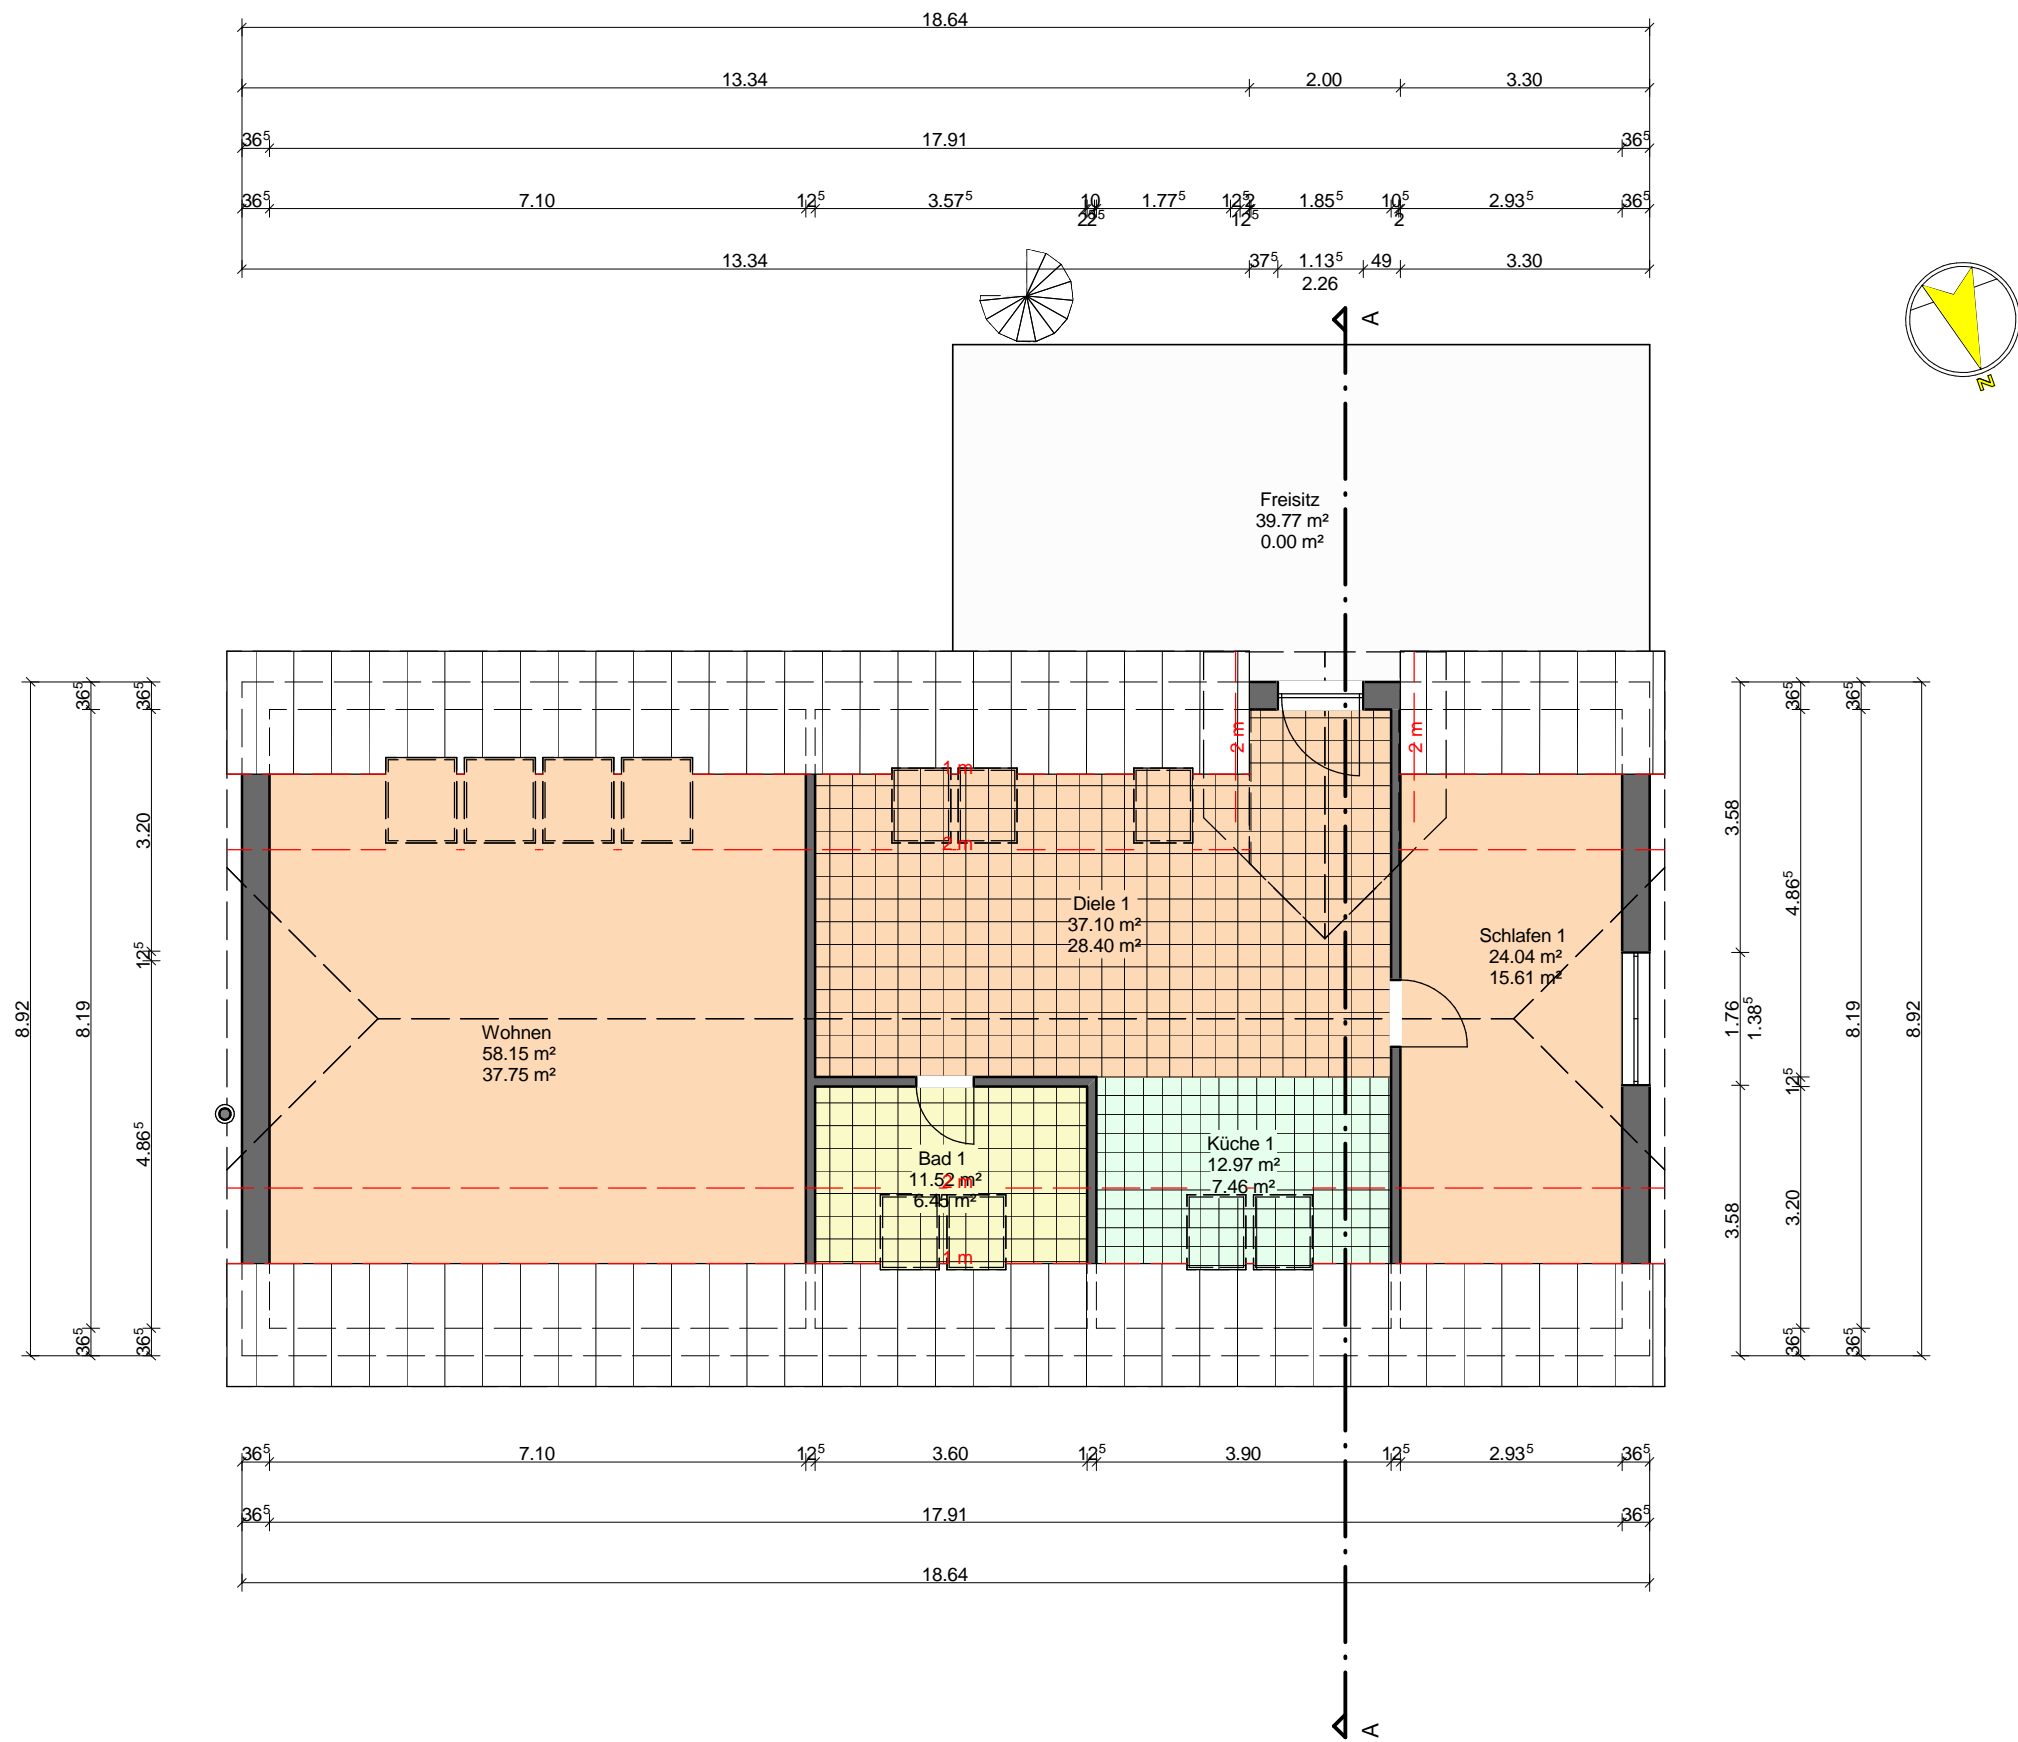 18.64
13.34 2.00 3.30
36⁵ 17.91 36⁵
36⁵ 7.10 12⁵ 3.57⁵ 10 1.77⁵ 1.85⁵ 10⁵ 2.93⁵ 36⁵
12⁵ 2
13.34 37⁵ 1.13⁵ 49 3.30
2.26
A
N
Freisitz
39.77 m²
0.00 m²
2 m 2 m
1 m
2 m
Diele 1
37.10 m²
28.40 m²
Schlafen 1
24.04 m²
15.61 m²
Wohnen
58.15 m²
37.75 m²
Bad 1
11.52 m²
2 m
6.45 m²
1 m
Küche 1
12.97 m²
7.46 m²
8.92
36⁵ 8.19 36⁵
36⁵ 3.20 12⁵ 4.86⁵ 36⁵
3.58 1.76 3.58
1.38⁵
36⁵ 4.86⁵ 12⁵ 3.20 36⁵
36⁵ 8.19 36⁵
8.92
36⁵ 7.10 12⁵ 3.60 12⁵ 3.90 12⁵ 2.93⁵ 36⁵
36⁵ 17.91 36⁵
18.64
A